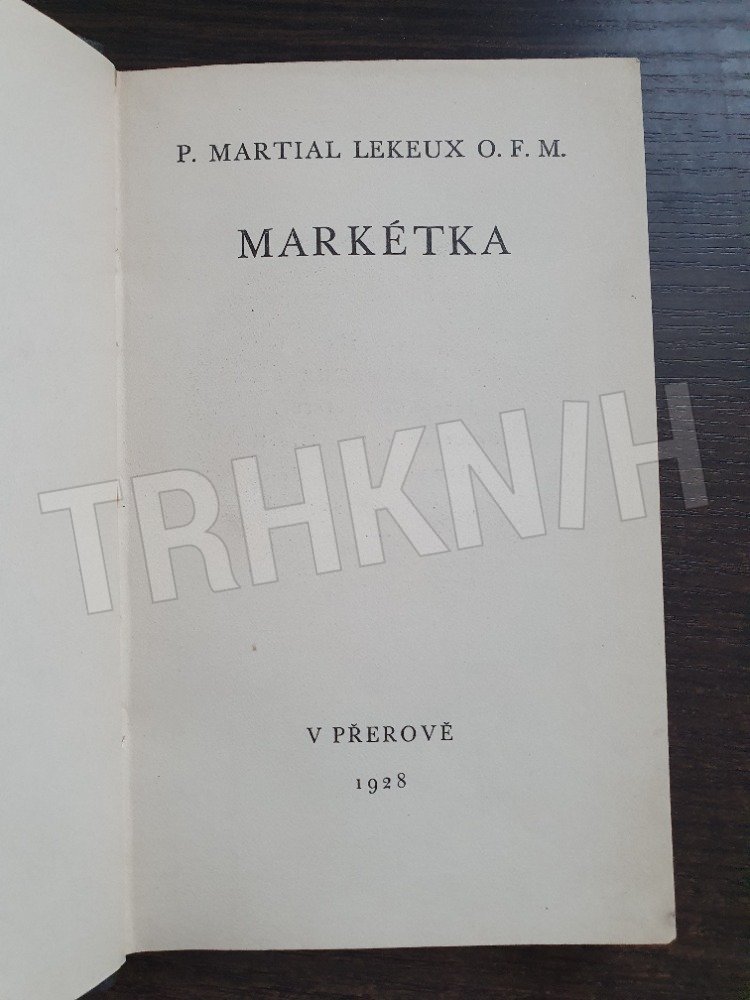 P. MARTIAL LEKEUX O. F. M.
MARKÉTKA
TRHKNIH
V PŘEROVĚ
1928